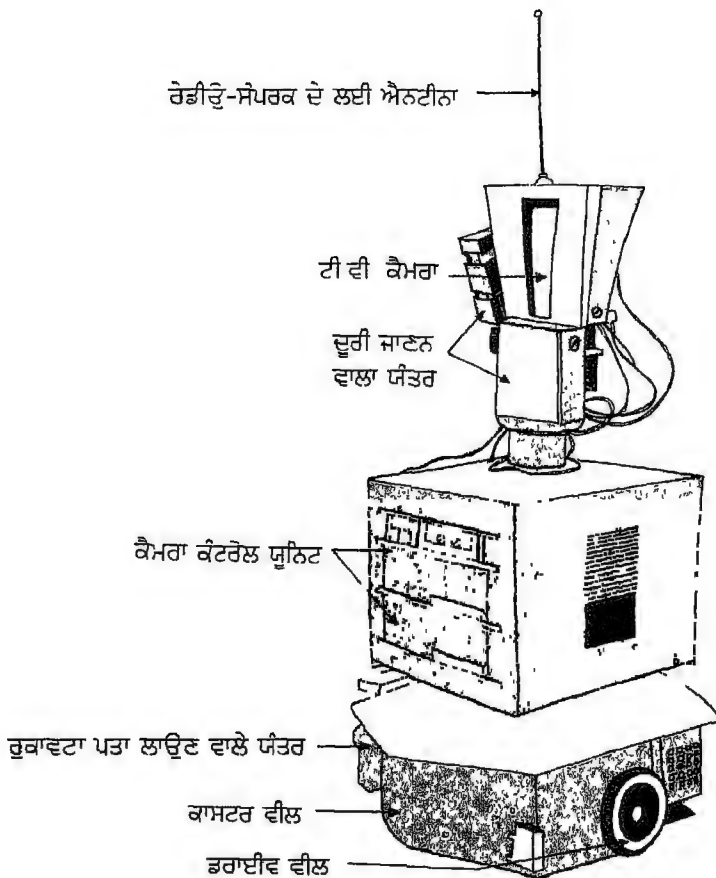 ਰੇਡੀਓ-ਸੰਪਰਕ ਦੇ ਲਈ ਐਨਟੀਨਾ
ਟੀ ਵੀ ਕੈਮਰਾ
ਦੂਰੀ ਜਾਣਨ
ਵਾਲਾ ਯੰਤਰ
ਕੈਮਰਾ ਕੰਟਰੋਲ ਯੂਨਿਟ
ਰੁਕਾਵਟਾ ਪਤਾ ਲਾਉਣ ਵਾਲੇ ਯੰਤਰ
ਕਾਸਟਰ ਵੀਲ
ਡਰਾਈਵ ਵੀਲ